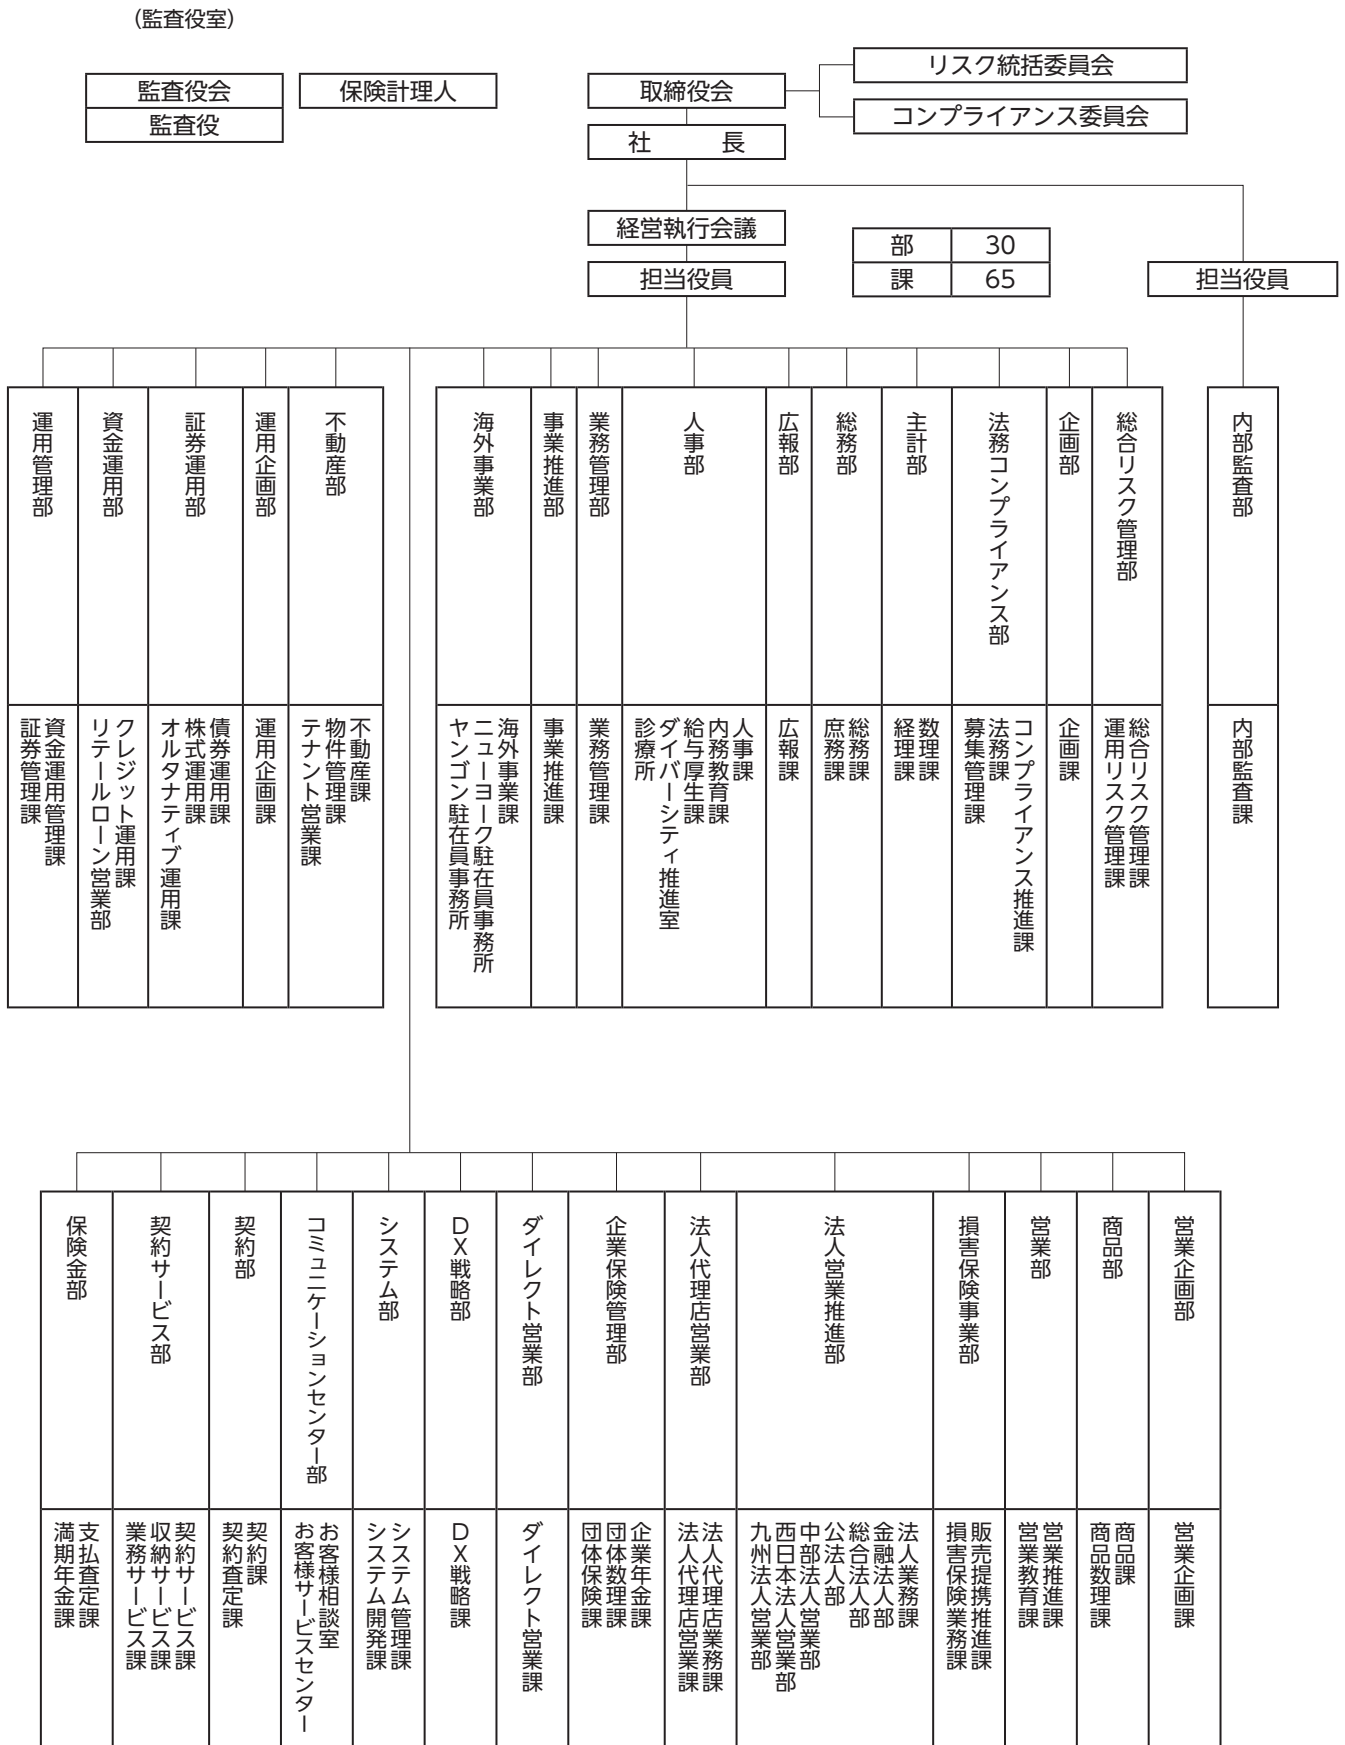 （監査役室）
監査役会
監査役
保険計理人
取締役会
社　長
リスク統括委員会
コンプライアンス委員会
経営執行会議
担当役員
部 30
課 65
担当役員
運用管理部
資金運用部
証券運用部
運用企画部
不動産部
海外事業部
事業推進部
業務管理部
人事部
広報部
総務部
主計部
法務コンプライアンス部
企画部
総合リスク管理部
内部監査部
資金運用管理課
証券管理課
クレジット運用課
リテールローン営業部
債券運用課
株式運用課
オルタナティブ運用課
運用企画課
不動産課
物件管理課
テナント営業課
海外事業課
ニューヨーク駐在員事務所
ヤンゴン駐在員事務所
事業推進課
業務管理課
人事課
内務教育課
給与厚生課
ダイバーシティ推進室
診療所
広報課
総務課
庶務課
数理課
経理課
コンプライアンス推進課
法務課
募集管理課
企画課
総合リスク管理課
運用リスク管理課
内部監査課
保険金部
契約サービス部
契約部
コミュニケーションセンター部
システム部
ＤＸ戦略部
ダイレクト営業部
企業保険管理部
法人代理店営業部
法人営業推進部
損害保険事業部
営業部
商品部
営業企画部
支払査定課
満期年金課
契約サービス課
収納サービス課
業務サービス課
契約課
契約査定課
お客様相談室
お客様サービスセンター
システム管理課
システム開発課
ＤＸ戦略課
ダイレクト営業課
企業年金課
団体数理課
団体保険課
法人代理店業務課
法人代理店営業課
法人業務課
金融法人部
総合法人部
公法人部
中部法人営業部
西日本法人営業部
九州法人営業部
販売提携推進課
損害保険業務課
営業推進課
営業教育課
商品課
商品数理課
営業企画課